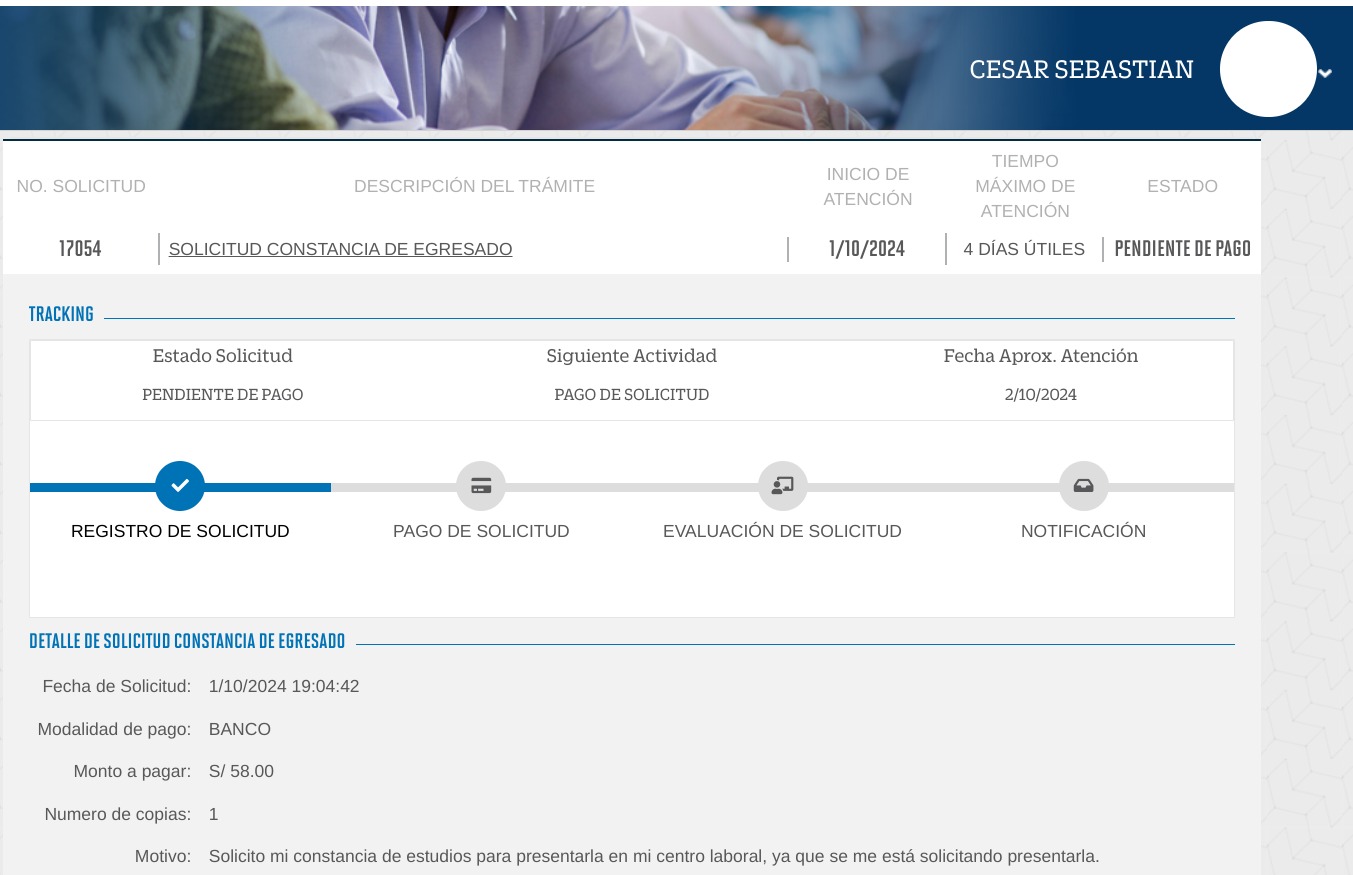 CESAR SEBASTIAN
NO. SOLICITUD
DESCRIPCIÓN DEL TRÁMITE
INICIO DE
ATENCIÓN
TIEMPO
MÁXIMO DE
ATENCIÓN
ESTADO
17054
SOLICITUD CONSTANCIA DE EGRESADO
1/10/2024
4 DÍAS ÚTILES
PENDIENTE DE PAGO
TRACKING
Estado Solicitud
Siguiente Actividad
Fecha Aprox. Atención
PENDIENTE DE PAGO
PAGO DE SOLICITUD
2/10/2024
REGISTRO DE SOLICITUD
PAGO DE SOLICITUD
EVALUACIÓN DE SOLICITUD
NOTIFICACIÓN
DETALLE DE SOLICITUD CONSTANCIA DE EGRESADO
Fecha de Solicitud: 1/10/2024 19:04:42
Modalidad de pago: BANCO
Monto a pagar: S/ 58.00
Numero de copias: 1
Motivo: Solicito mi constancia de estudios para presentarla en mi centro laboral, ya que se me está solicitando presentarla.